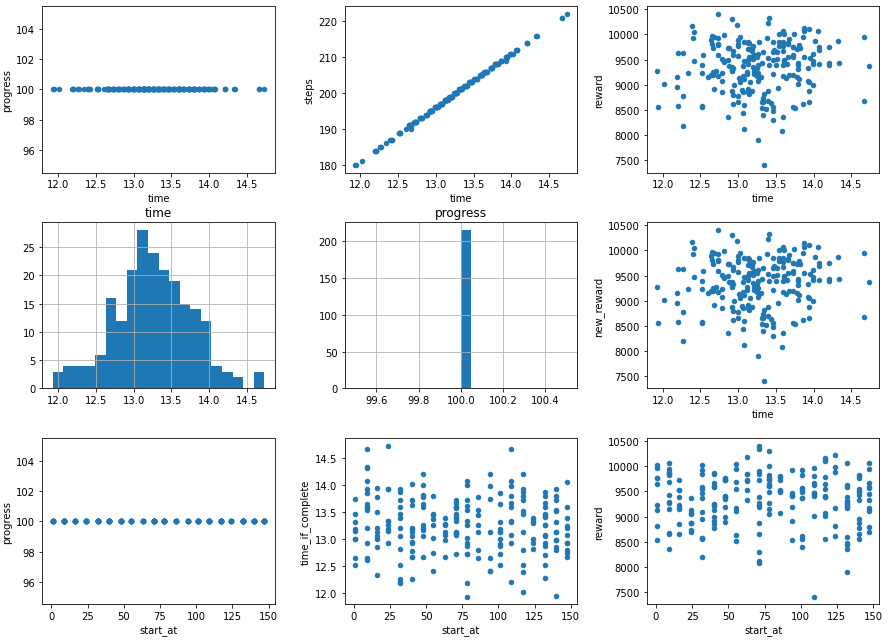 104
102
100
98
96
progress
12.0 12.5 13.0 13.5 14.0 14.5
time
220
210
200
190
180
steps
12.0 12.5 13.0 13.5 14.0 14.5
time
10500
10000
9500
9000
8500
8000
7500
reward
12.0 12.5 13.0 13.5 14.0 14.5
time
time
25
20
15
10
5
0
12.0 12.5 13.0 13.5 14.0 14.5
progress
200
150
100
50
0
99.6 99.8 100.0 100.2 100.4
10500
10000
9500
9000
8500
8000
7500
new_reward
12.0 12.5 13.0 13.5 14.0 14.5
time
104
102
100
98
96
progress
0 25 50 75 100 125 150
start_at
14.5
14.0
13.5
13.0
12.5
12.0
time_if_complete
0 25 50 75 100 125 150
start_at
10500
10000
9500
9000
8500
8000
7500
reward
0 25 50 75 100 125 150
start_at